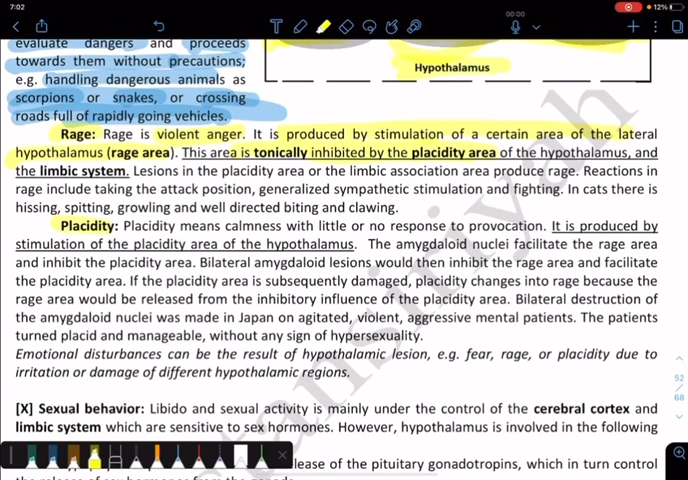 7:02
00:00
12%
evaluate dangers and proceeds
towards them without precautions;
e.g. handling dangerous animals as
scorpions or snakes, or crossing
roads full of rapidly going vehicles.
Hypothalamus
Rage: Rage is violent anger. It is produced by stimulation of a certain area of the lateral
hypothalamus (rage area). This area is tonically inhibited by the placidity area of the hypothalamus, and
the limbic system. Lesions in the placidity area or the limbic association area produce rage. Reactions in
rage include taking the attack position, generalized sympathetic stimulation and fighting. In cats there is
hissing, spitting, growling and well directed biting and clawing.
Placidity: Placidity means calmness with little or no response to provocation. It is produced by
stimulation of the placidity area of the hypothalamus. The amygdaloid nuclei facilitate the rage area
and inhibit the placidity area. Bilateral amygdaloid lesions would then inhibit the rage area and facilitate
the placidity area. If the placidity area is subsequently damaged, placidity changes into rage because the
rage area would be released from the inhibitory influence of the placidity area. Bilateral destruction of
the amygdaloid nuclei was made in Japan on agitated, violent, aggressive mental patients. The patients
turned placid and manageable, without any sign of hypersexuality.
Emotional disturbances can be the result of hypothalamic lesion, e.g. fear, rage, or placidity due to
irritation or damage of different hypothalamic regions.
52
68
[X] Sexual behavior: Libido and sexual activity is mainly under the control of the cerebral cortex and
limbic system which are sensitive to sex hormones. However, hypothalamus is involved in the following
lease of the pituitary gonadotropins, which in turn control